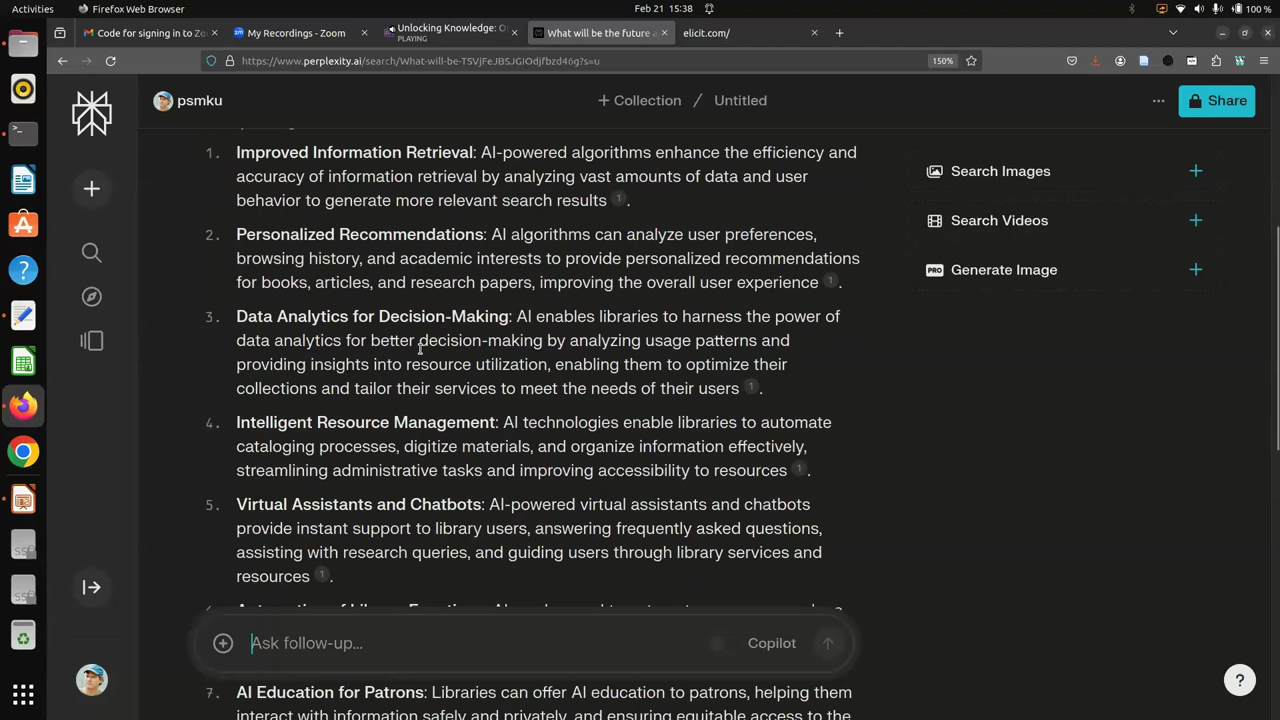 Activities
Firefox Web Browser
Feb 21 15:38
100 %
Code for signing in to Zo
My Recordings - Zoom
Unlocking Knowledge: O
PLAYING
What will be the future a
elicit.com/
https://www.perplexity.ai/search/What-will-be-TSVjFeJBSJGIOdjfbzd46g?s=u
150%
psmku
Collection / Untitled
Share
1. Improved Information Retrieval: AI-powered algorithms enhance the efficiency and
accuracy of information retrieval by analyzing vast amounts of data and user
behavior to generate more relevant search results 1.
2. Personalized Recommendations: AI algorithms can analyze user preferences,
browsing history, and academic interests to provide personalized recommendations
for books, articles, and research papers, improving the overall user experience 1.
3. Data Analytics for Decision-Making: AI enables libraries to harness the power of
data analytics for better decision-making by analyzing usage patterns and
providing insights into resource utilization, enabling them to optimize their
collections and tailor their services to meet the needs of their users 1.
4. Intelligent Resource Management: AI technologies enable libraries to automate
cataloging processes, digitize materials, and organize information effectively,
streamlining administrative tasks and improving accessibility to resources 1.
5. Virtual Assistants and Chatbots: AI-powered virtual assistants and chatbots
provide instant support to library users, answering frequently asked questions,
assisting with research queries, and guiding users through library services and
resources 1.
Ask follow-up...
Copilot
7. AI Education for Patrons: Libraries can offer AI education to patrons, helping them
interact with information safely and privately, and ensuring equitable access to the
Search Images
Search Videos
PRO Generate Image